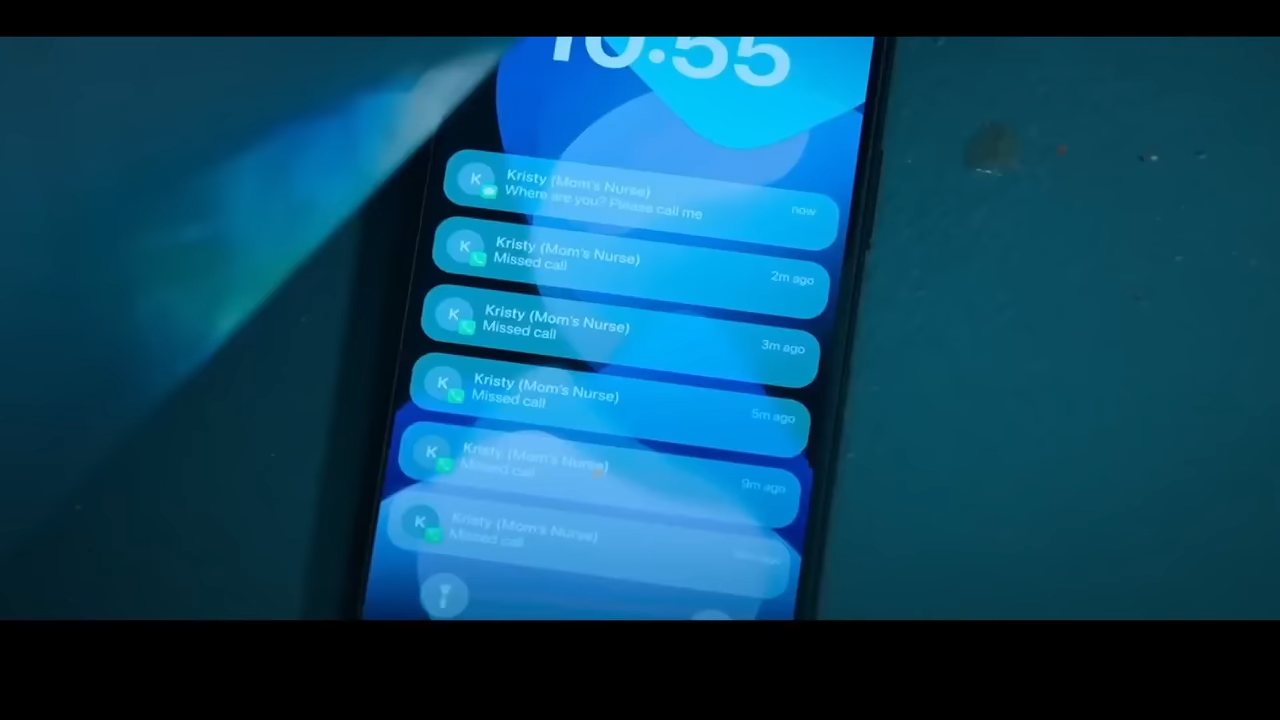 10:55
K
Kristy (Mom's Nurse)
Where are you? Please call me
now
K
Kristy (Mom's Nurse)
Missed call
2m ago
K
Kristy (Mom's Nurse)
Missed call
3m ago
K
Kristy (Mom's Nurse)
Missed call
5m ago
K
Kristy (Mom's Nurse)
Missed call
9m ago
K
Kristy (Mom's Nurse)
Missed call